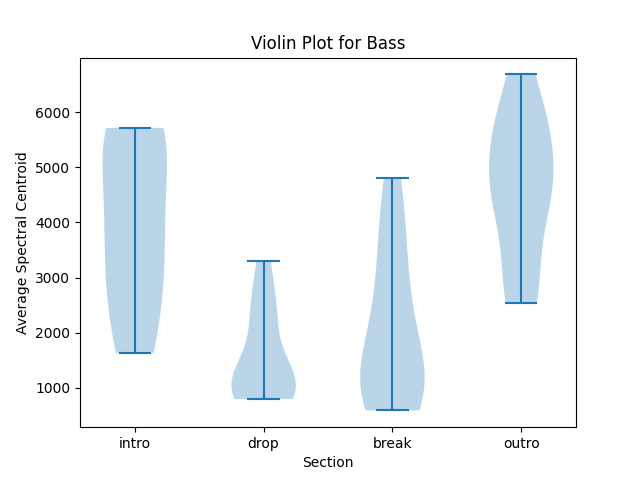 Violin Plot for Bass
Average Spectral Centroid
6000
5000
4000
3000
2000
1000
intro drop break outro
Section